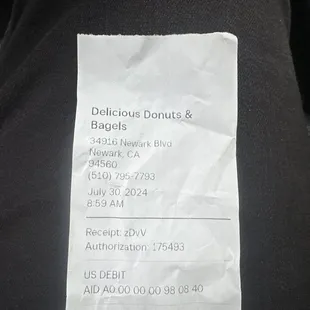 Delicious Donuts &
Bagels
34916 Newark Blvd
Newark, CA
94560
(510) 795-7793
July 30, 2024
8:59 AM
Receipt: zDvV
Authorization: 175493
US DEBIT
AID A0 00 00 00 98 08 40